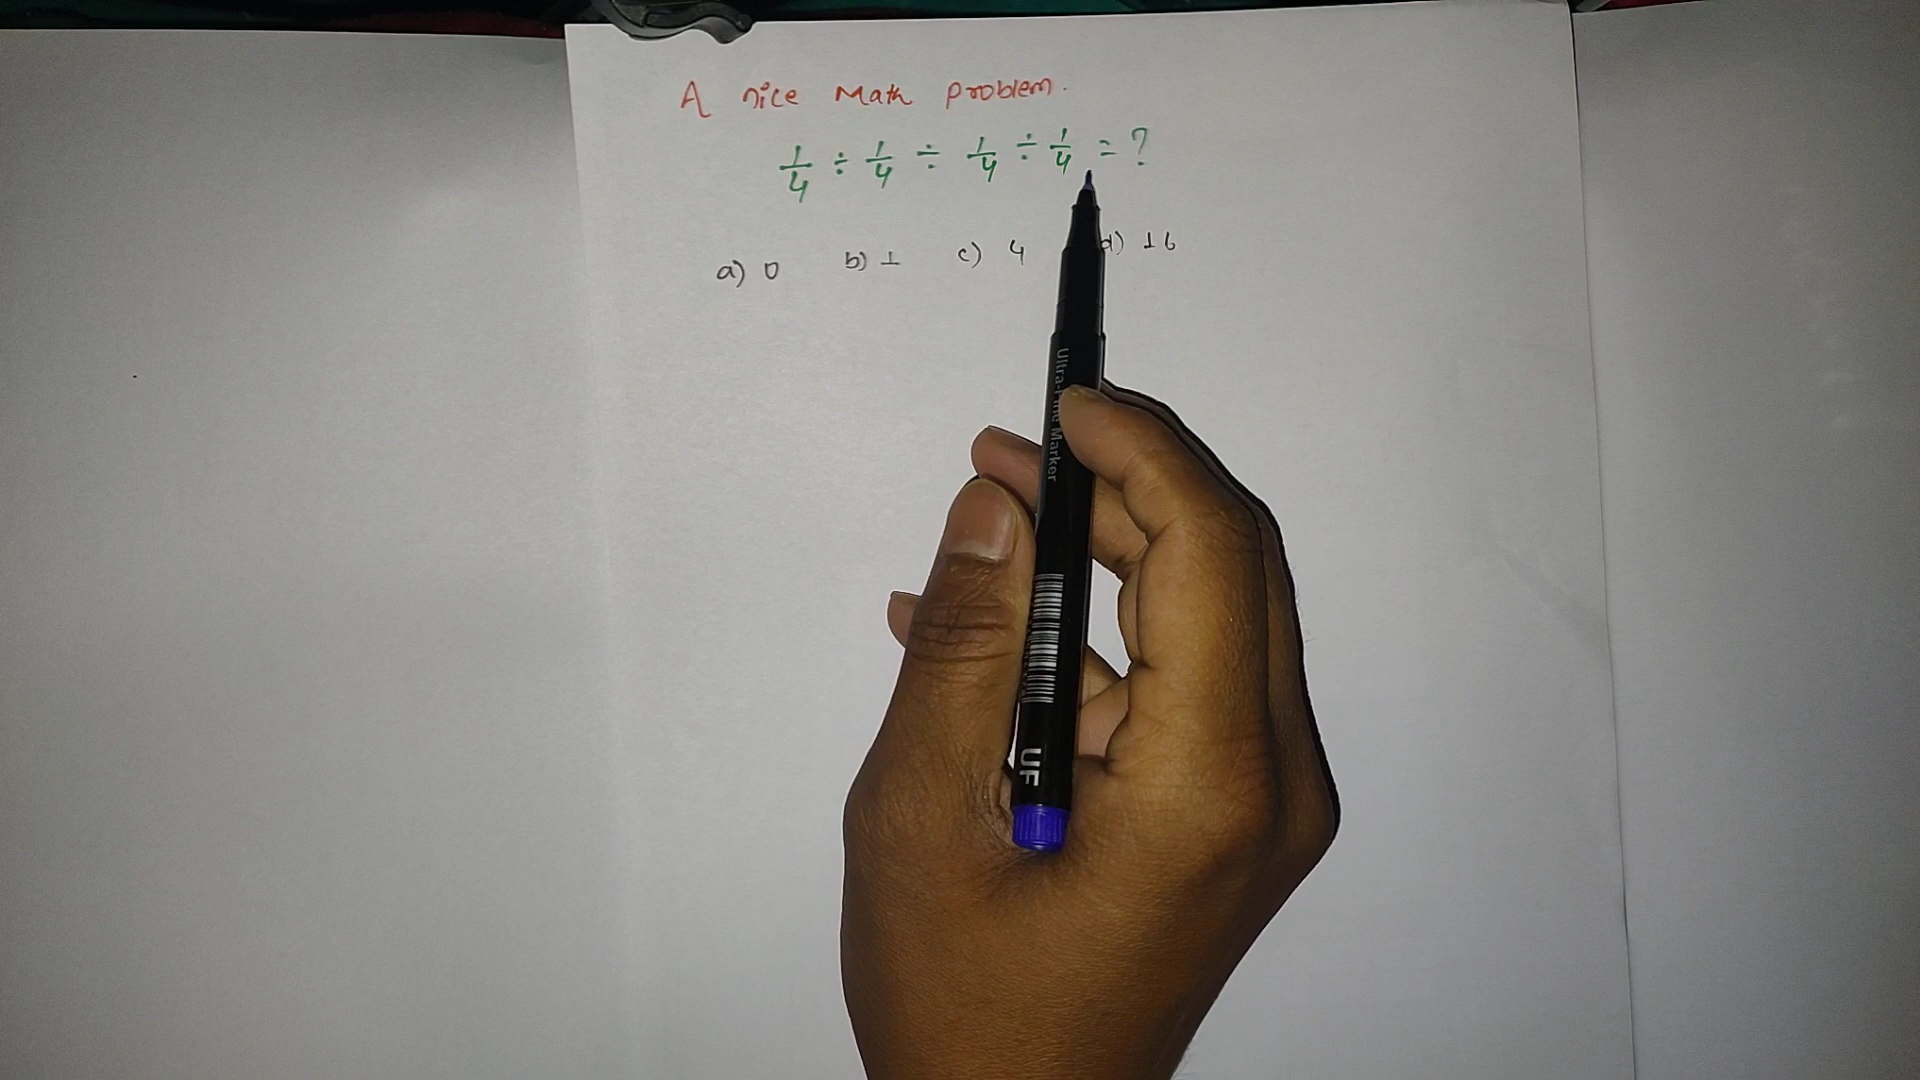 A nice Math problem.
1/4 ÷ 1/4 ÷ 1/4 ÷ 1/4 = ?
a) 0 b) 1 c) 4 d) 16
Ultra-Fine Marker
UF